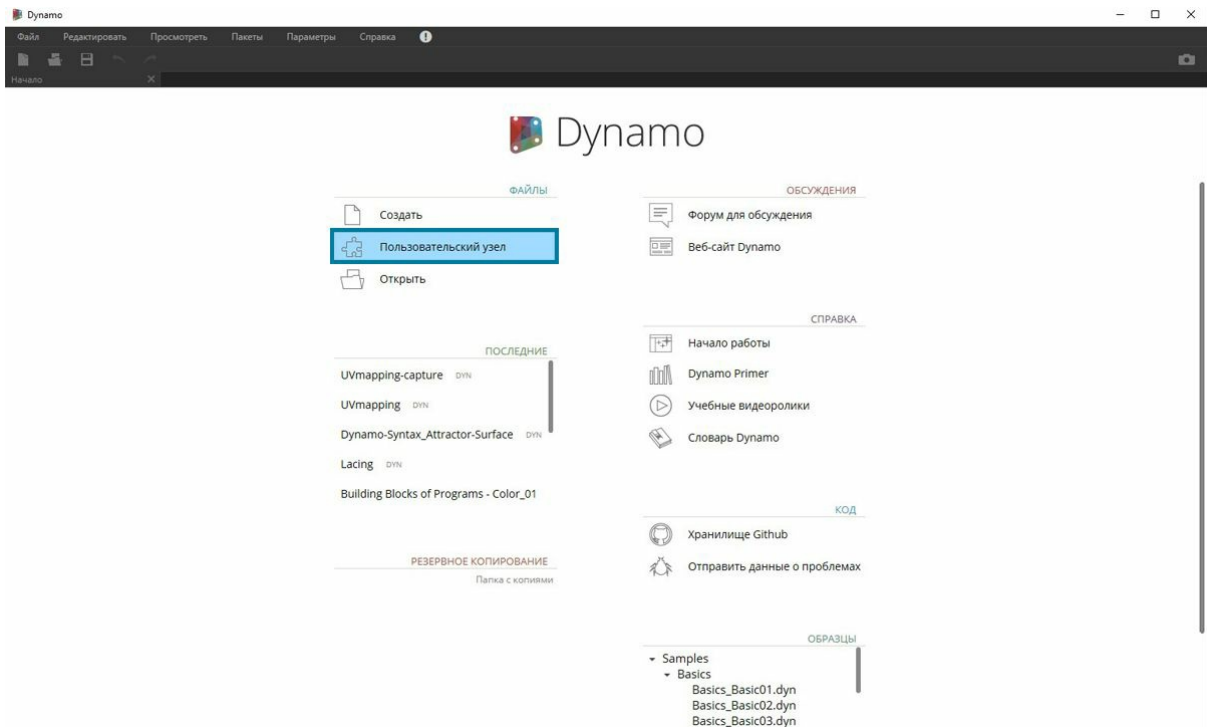 Dynamo
Файл Редактировать Просмотреть Пакеты Параметры Справка
Начало
Dynamo
ФАЙЛЫ
Создать
Пользовательский узел
Открыть
ПОСЛЕДНИЕ
UVmapping-capture DYN
UVmapping DYN
Dynamo-Syntax_Attractor-Surface DYN
Lacing DYN
Building Blocks of Programs - Color_01
РЕЗЕРВНОЕ КОПИРОВАНИЕ
Папка с копиями
ОБСУЖДЕНИЯ
Форум для обсуждения
Веб-сайт Dynamo
СПРАВКА
Начало работы
Dynamo Primer
Учебные видеоролики
Словарь Dynamo
КОД
Хранилище Github
Отправить данные о проблемах
ОБРАЗЦЫ
Samples
Basics
Basics_Basic01.dyn
Basics_Basic02.dyn
Basics_Basic03.dyn